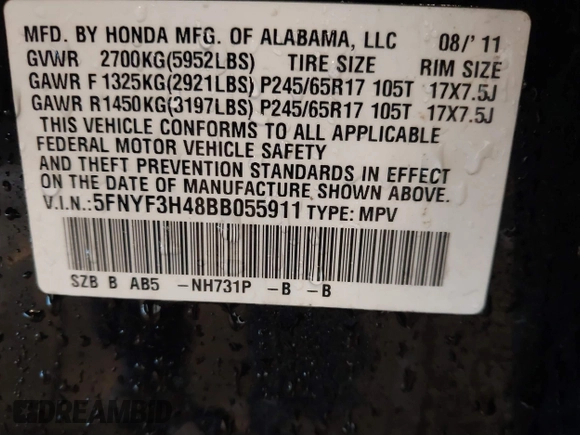 MFD. BY HONDA MFG. OF ALABAMA, LLC 08/'11
GVWR 2700KG(5952LBS) TIRE SIZE RIM SIZE
GAWR F 1325KG(2921LBS) P245/65R17 105T 17X7.5J
GAWR R1450KG(3197LBS) P245/65R17 105T 17X7.5J
THIS VEHICLE CONFORMS TO ALL APPLICABLE
FEDERAL MOTOR VEHICLE SAFETY
AND THEFT PREVENTION STANDARDS IN EFFECT
ON THE DATE OF MANUFACTURE SHOWN ABOVE.
V.I.N.:5FNYF3H48BB055911 TYPE: MPV
SZB B AB5 -NH731P -B -B
DREAMBID